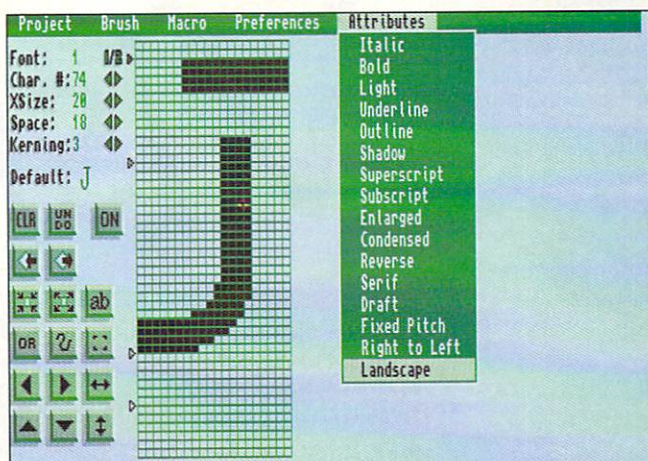 Project Brush Macro Preferences Attributes
Font: 1 I/B
Char. #:74
XSize: 20
Space: 18
Kerning:3
Default: J
CLR UN DO ON
ab
OR
Italic
Bold
Light
Underline
Outline
Shadow
Superscript
Subscript
Enlarged
Condensed
Reverse
Serif
Draft
Fixed Pitch
Right to Left
Landscape